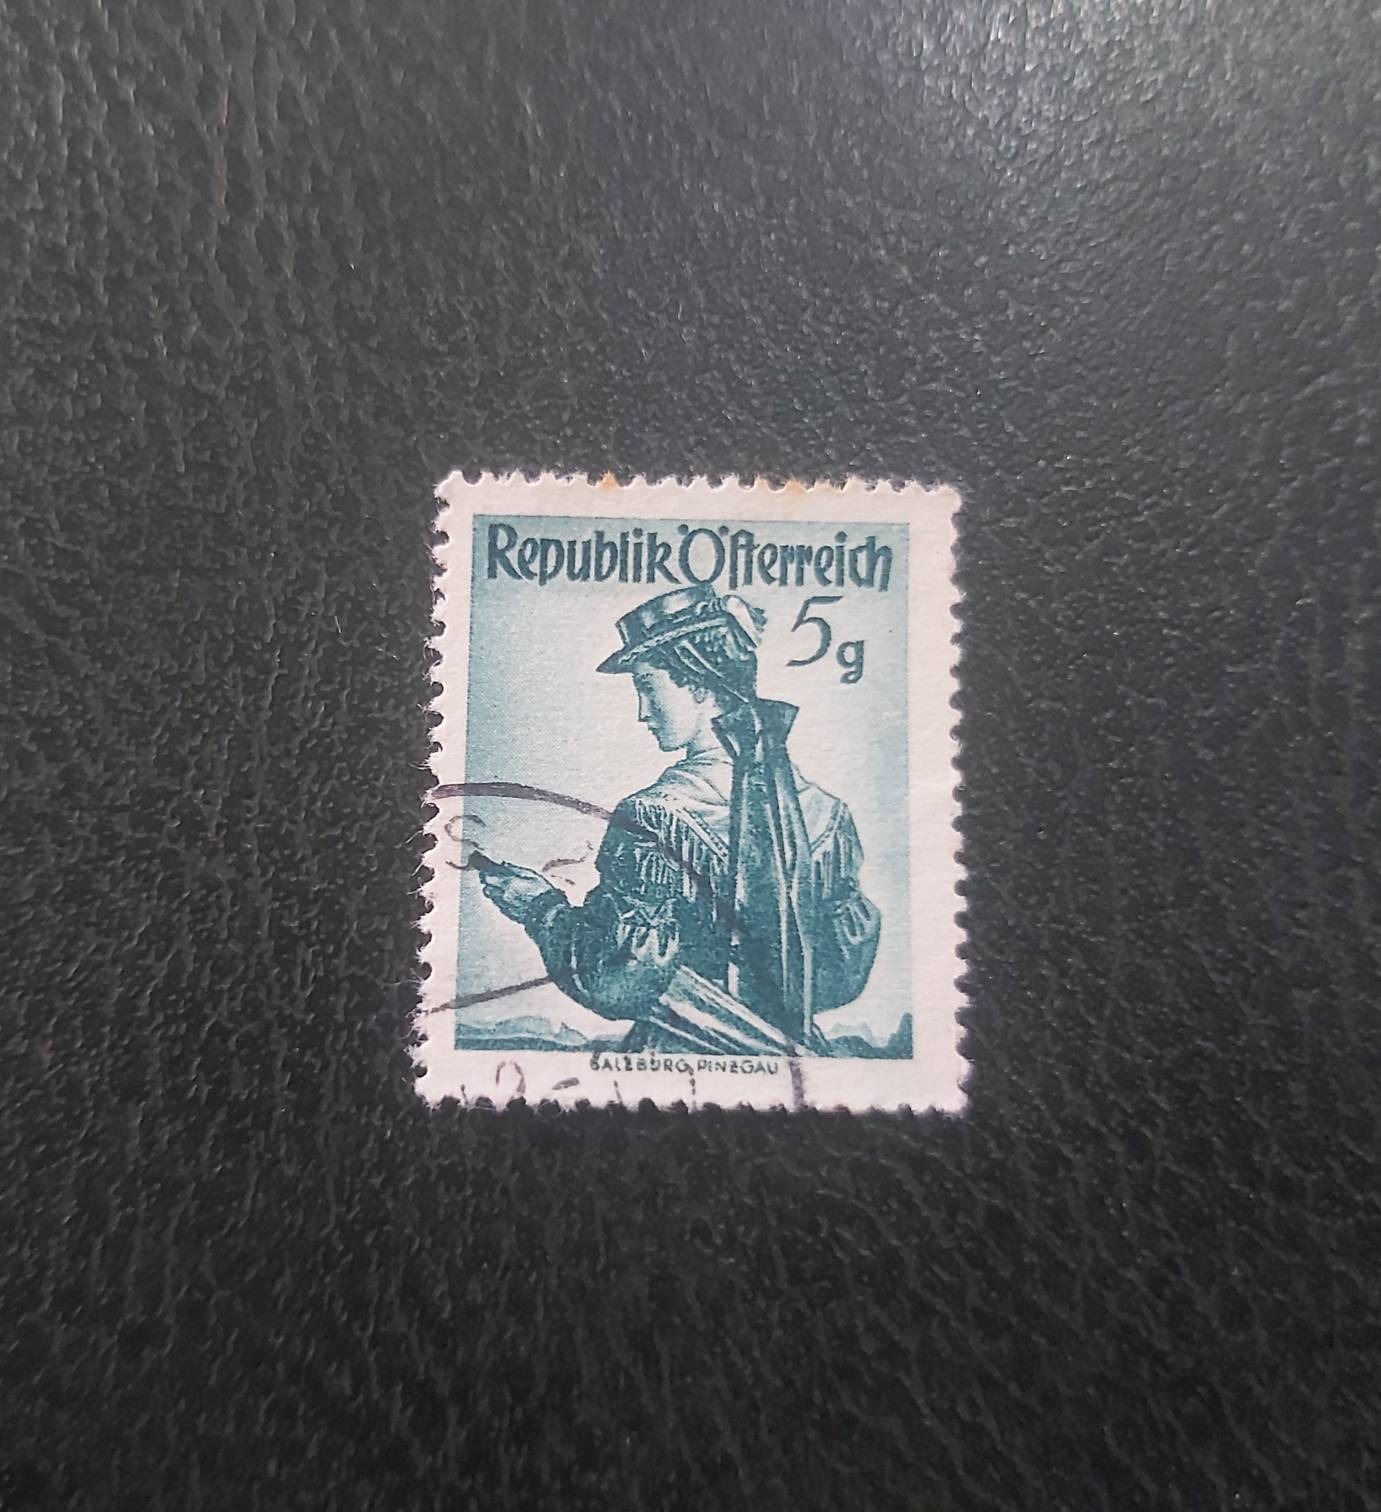 Republik Öſterreich
5g
SALZBURG, PINZGAU